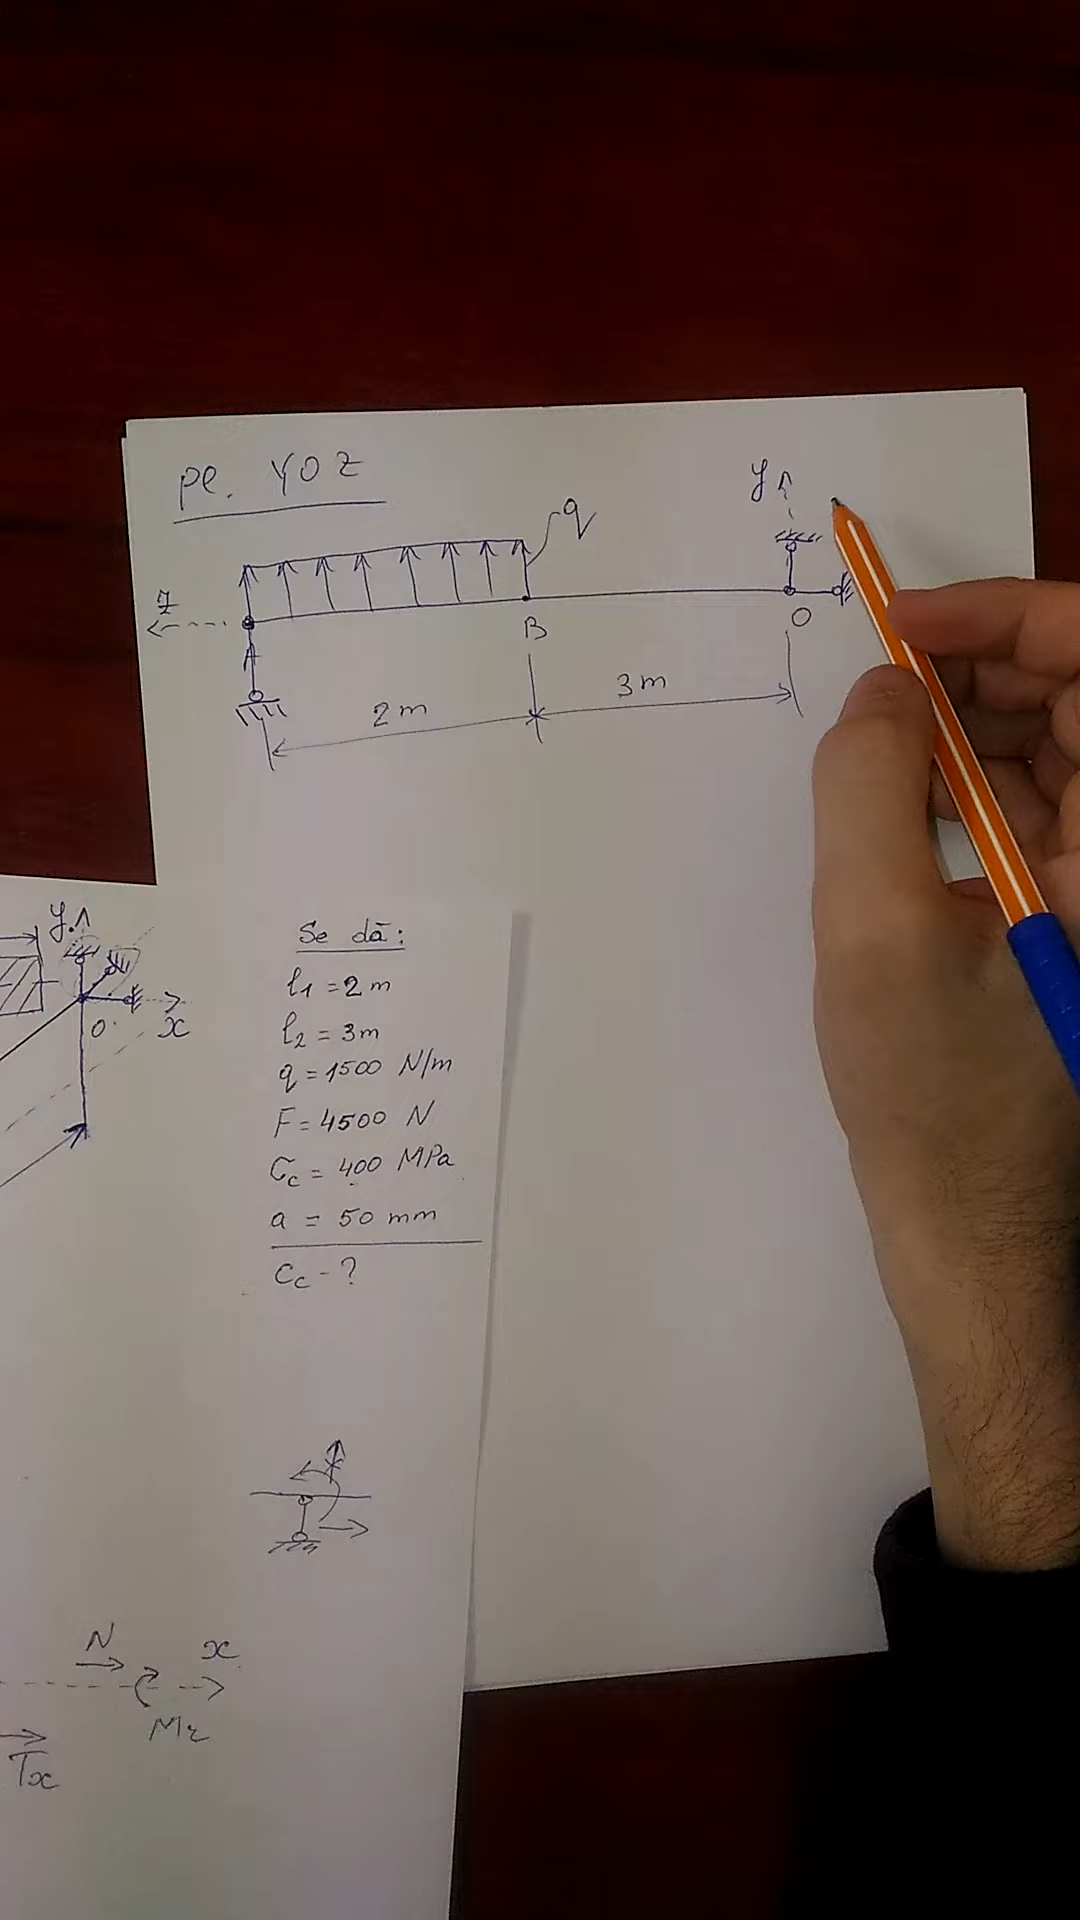 pl. YOZ
y
q
z
A
B
O
2 m
3 m
y
O
x
Se dă:
l1 = 2 m
l2 = 3m
q = 1500 N/m
F = 4500 N
σc = 400 MPa
a = 50 mm
Cc - ?
N
x
Mz
Tx